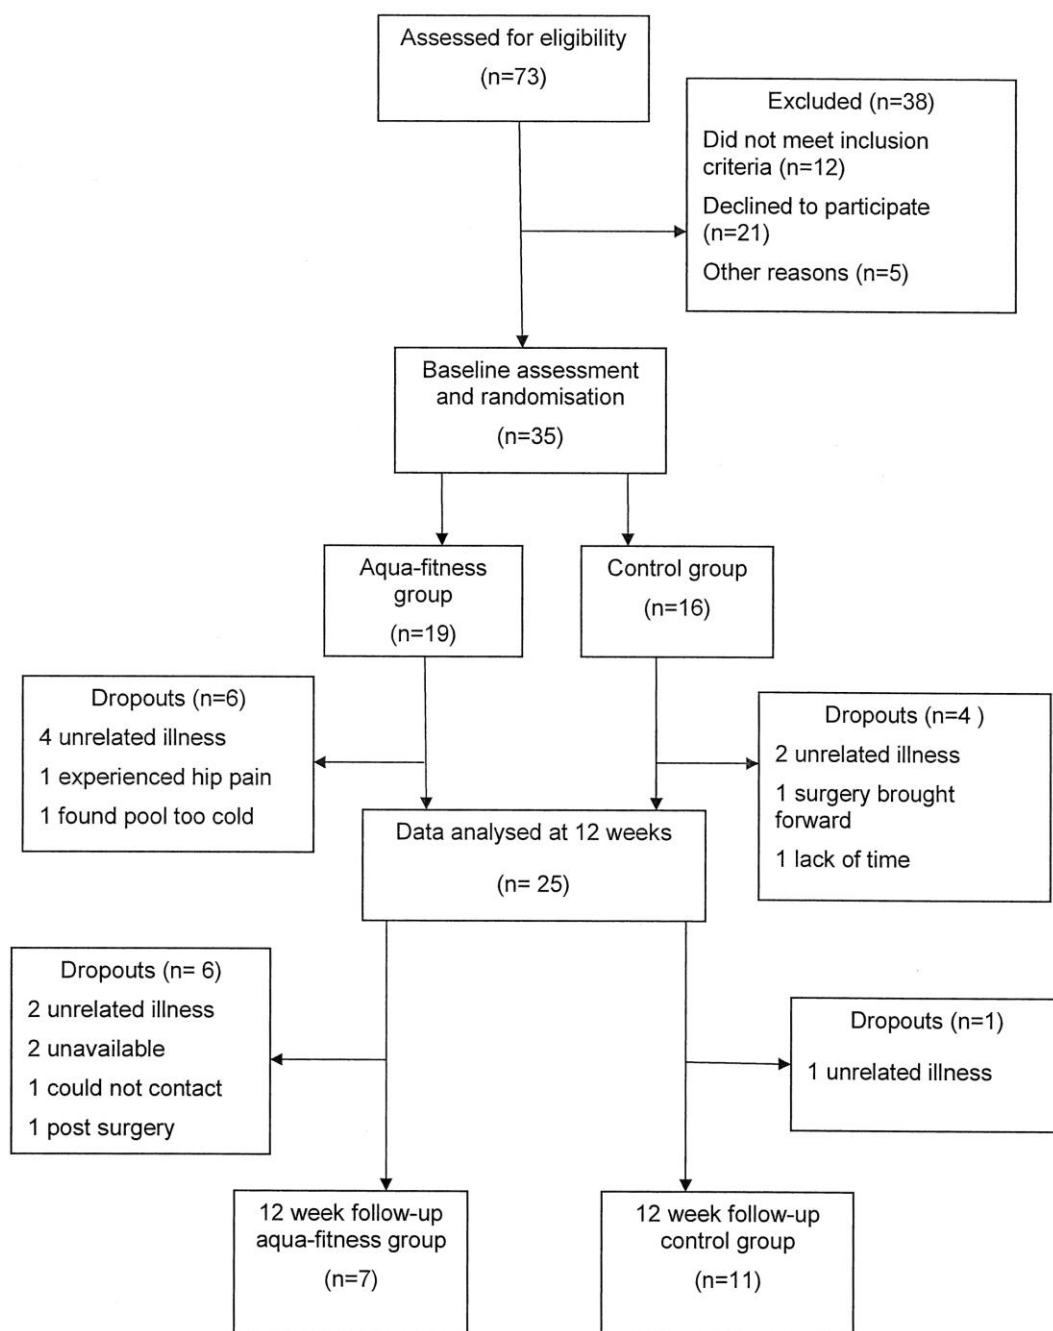 Assessed for eligibility
(n=73)
Excluded (n=38)
Did not meet inclusion
criteria (n=12)
Declined to participate
(n=21)
Other reasons (n=5)
Baseline assessment
and randomisation
(n=35)
Aqua-fitness
group
(n=19)
Control group
(n=16)
Dropouts (n=6)
4 unrelated illness
1 experienced hip pain
1 found pool too cold
Dropouts (n=4 )
2 unrelated illness
1 surgery brought
forward
1 lack of time
Data analysed at 12 weeks
(n= 25)
Dropouts (n= 6)
2 unrelated illness
2 unavailable
1 could not contact
1 post surgery
Dropouts (n=1)
1 unrelated illness
12 week follow-up
aqua-fitness group
(n=7)
12 week follow-up
control group
(n=11)